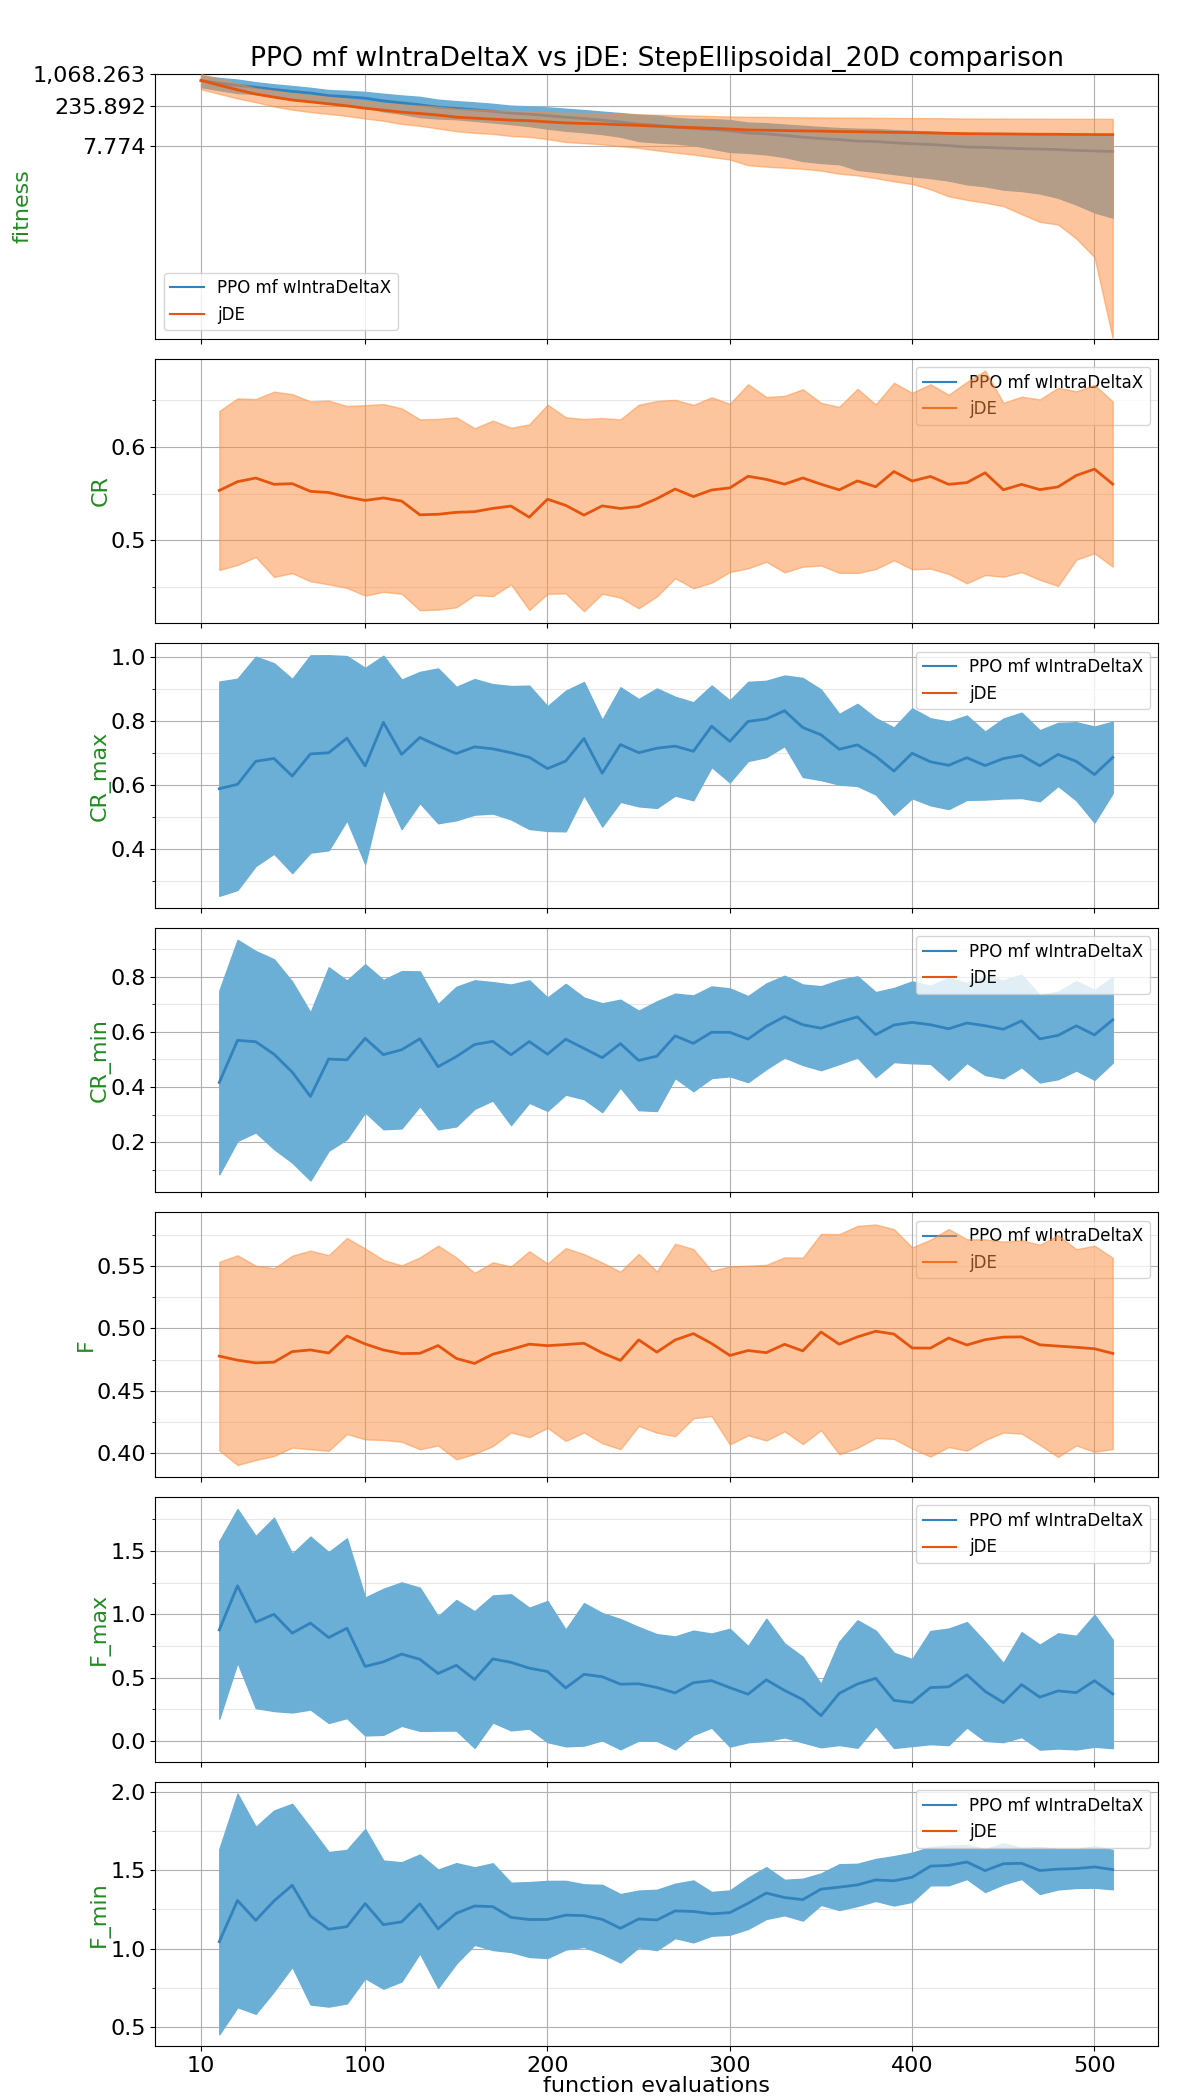 PPO mf wIntraDeltaX vs jDE: StepEllipsoidal_20D comparison
1,068.263
235.892
7.774
fitness
PPO mf wIntraDeltaX
jDE
PPO mf wIntraDeltaX
jDE
0.6
0.5
CR
PPO mf wIntraDeltaX
jDE
1.0
0.8
0.6
0.4
CR_max
PPO mf wIntraDeltaX
jDE
0.8
0.6
0.4
0.2
CR_min
PPO mf wIntraDeltaX
jDE
0.55
0.50
0.45
0.40
F
PPO mf wIntraDeltaX
jDE
1.5
1.0
0.5
0.0
F_max
PPO mf wIntraDeltaX
jDE
2.0
1.5
1.0
0.5
F_min
10 100 200 300 400 500
function evaluations